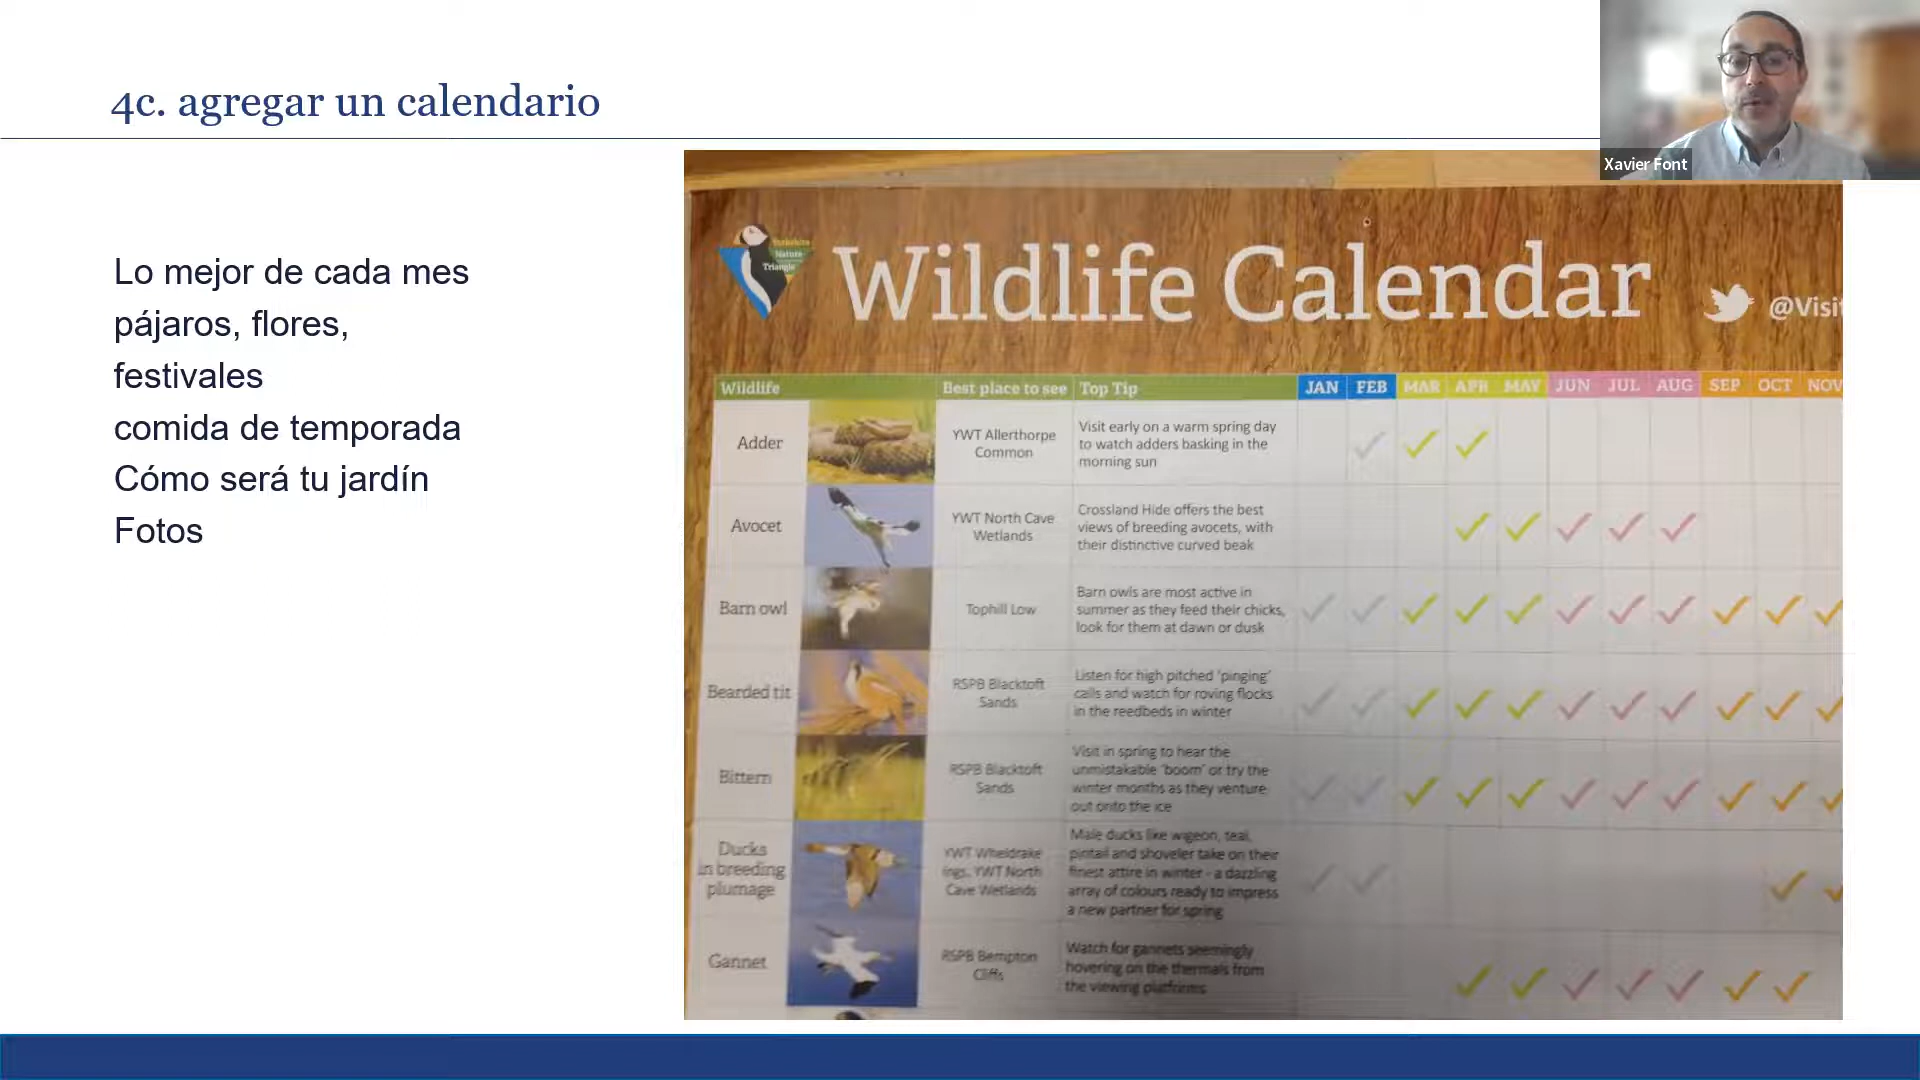 4c. agregar un calendario
Xavier Font
Lo mejor de cada mes
pájaros, flores,
festivales
comida de temporada
Cómo será tu jardín
Fotos
Yorkshire
Nature
Triangle
Wildlife Calendar
@Visit
Wildlife Best place to see Top Tip JAN FEB MAR APR MAY JUN JUL AUG SEP OCT NOV
Adder
YWT Allerthorpe
Common
Visit early on a warm spring day
to watch adders basking in the
morning sun
Avocet
YWT North Cave
Wetlands
Crossland Hide offers the best
views of breeding avocets, with
their distinctive curved beak
Barn owl
Tophill Low
Barn owls are most active in
summer as they feed their chicks,
look for them at dawn or dusk
Bearded tit
RSPB Blacktoft
Sands
Listen for high pitched 'pinging'
calls and watch for roving flocks
in the reedbeds in winter
Bittern
RSPB Blacktoft
Sands
Visit in spring to hear the
unmistakable 'boom' or try the
winter months as they venture
out onto the ice
Ducks
in breeding
plumage
YWT Wheldrake
Ings, YWT North
Cave Wetlands
Male ducks like wigeon, teal,
pintail and shoveler take on their
finest attire in winter - a dazzling
array of colours ready to impress
a new partner for spring
Gannet
RSPB Bempton
Cliffs
Watch for gannets seemingly
hovering on the thermals from
the viewing platforms